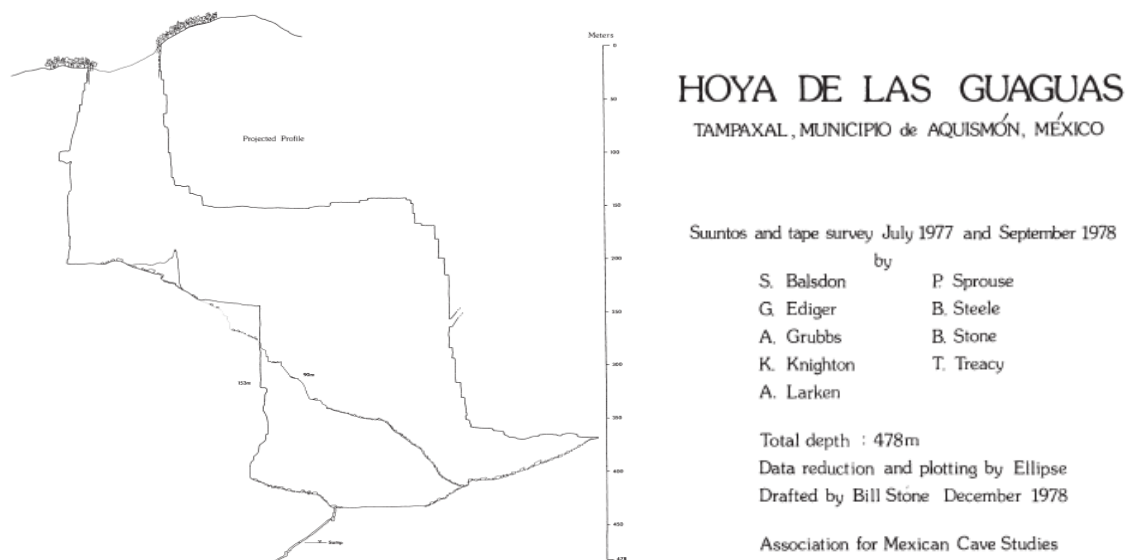 Meters
0
50
100
150
200
250
300
350
400
450
478
Projected Profile
153m
90m
Sump
HOYA DE LAS GUAGUAS
TAMPAXAL, MUNICIPIO de AQUISMÓN, MÉXICO
Suuntos and tape survey July 1977 and September 1978
by
S. Balsdon
G. Ediger
A. Grubbs
K. Knighton
A. Larken
P. Sprouse
B. Steele
B. Stone
T. Treacy
Total depth : 478m
Data reduction and plotting by Ellipse
Drafted by Bill Stone December 1978
Association for Mexican Cave Studies